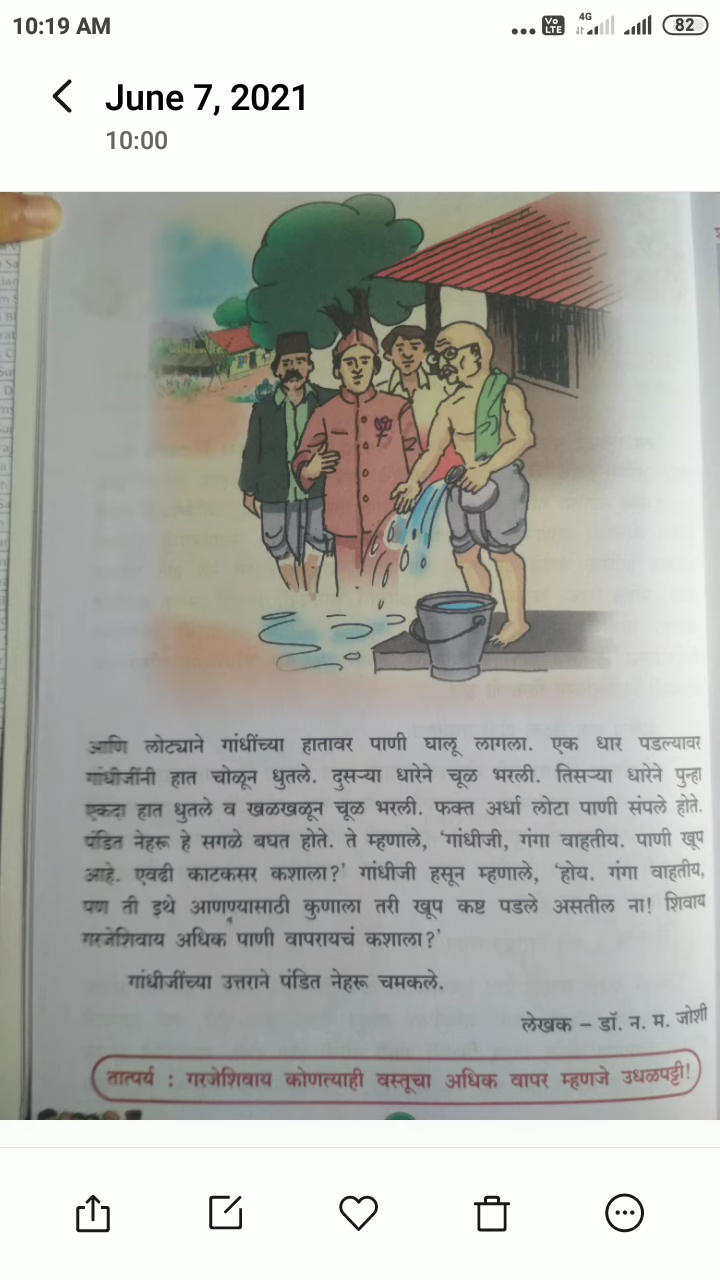 10:19 AM
Vo LTE 4G 82
June 7, 2021
10:00
आणि लोट्याने गांधींच्या हातावर पाणी घालू लागला. एक धार पडल्यावर
गांधीजींनी हात चोळून धुतले. दुसऱ्या धारेने चूळ भरली. तिसऱ्या धारेने पुन्हा
एकदा हात धुतले व खळखळून चूळ भरली. फक्त अर्धा लोटा पाणी संपले होते.
पंडित नेहरू हे सगळे बघत होते. ते म्हणाले, ‘गांधीजी, गंगा वाहतीय. पाणी खूप
आहे. एवढी काटकसर कशाला?’ गांधीजी हसून म्हणाले, ‘होय. गंगा वाहतीय,
पण ती इथे आणण्यासाठी कुणाला तरी खूप कष्ट पडले असतील ना! शिवाय
गरजेशिवाय अधिक पाणी वापरायचं कशाला?’
गांधीजींच्या उत्तराने पंडित नेहरू चमकले.
लेखक – डॉ. न. म. जोशी
तात्पर्य : गरजेशिवाय कोणत्याही वस्तूचा अधिक वापर म्हणजे उधळपट्टी!